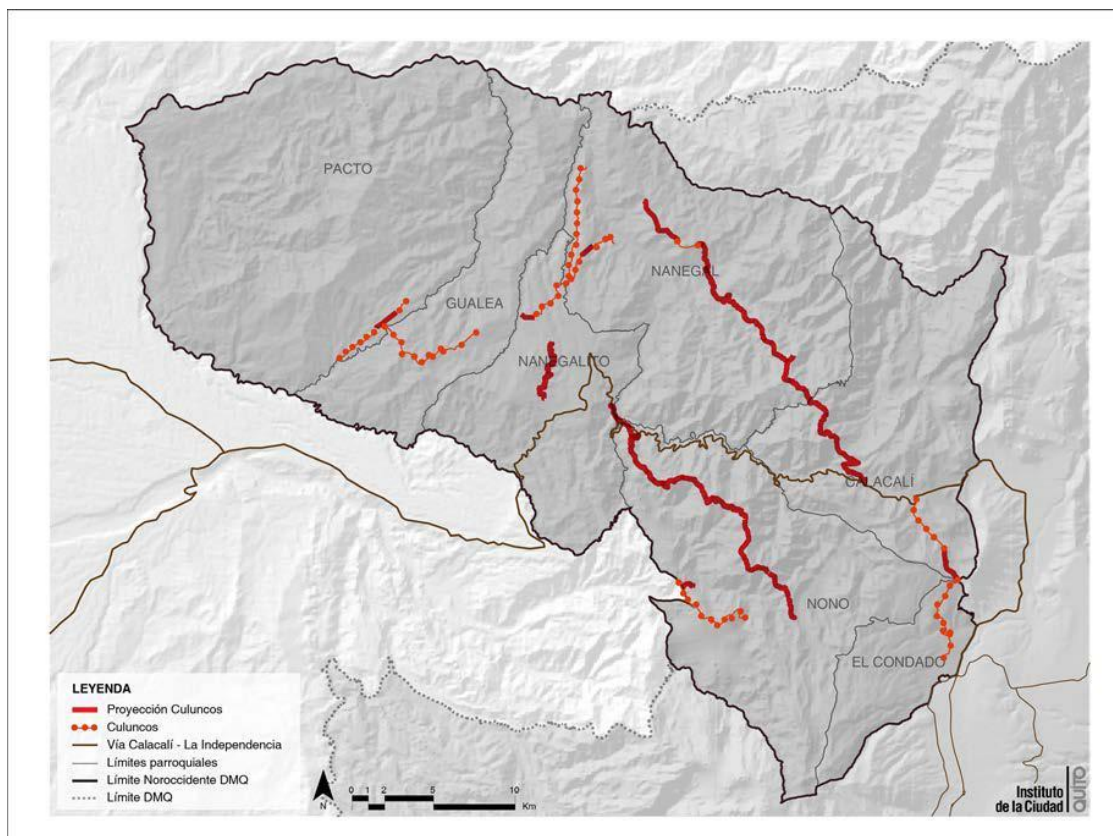 PACTO
NANEGAL
GUALEA
NANEGALITO
CALACALÍ
NONO
EL CONDADO
LEYENDA
Proyección Culuncos
Culuncos
Vía Calacalí - La Independencia
Límites parroquiales
Límite Noroccidente DMQ
Límite DMQ
N
0 1 2 5 10
Km
Instituto
de la Ciudad
QUITO